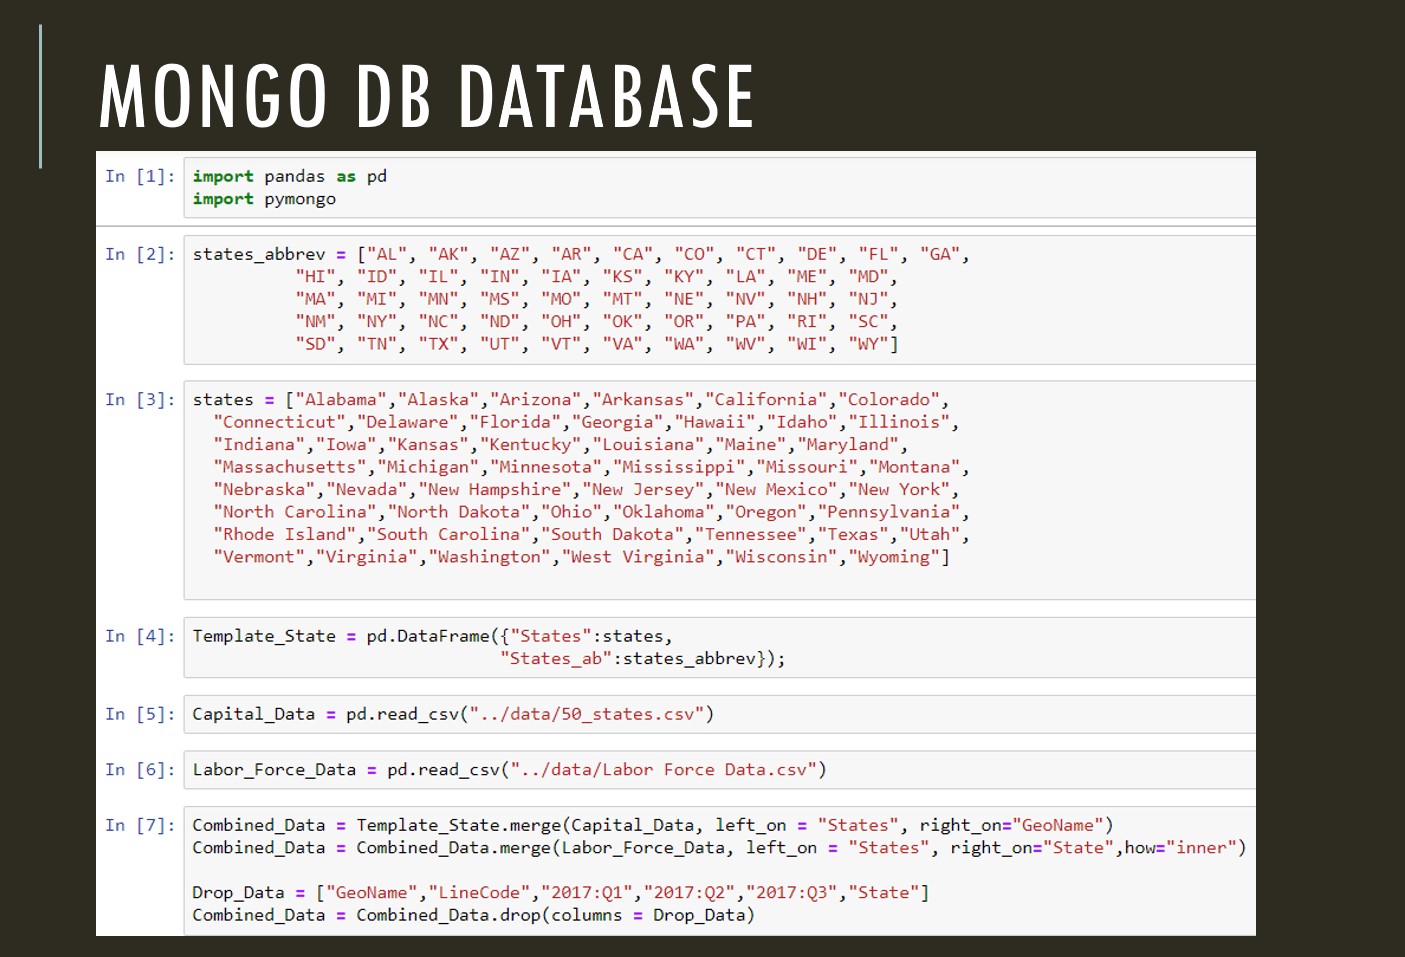 MONGO DB DATABASE
In [1]: import pandas as pd
import pymongo
In [2]: states_abbrev = ["AL", "AK", "AZ", "AR", "CA", "CO", "CT", "DE", "FL", "GA",
"HI", "ID", "IL", "IN", "IA", "KS", "KY", "LA", "ME", "MD",
"MA", "MI", "MN", "MS", "MO", "MT", "NE", "NV", "NH", "NJ",
"NM", "NY", "NC", "ND", "OH", "OK", "OR", "PA", "RI", "SC",
"SD", "TN", "TX", "UT", "VT", "VA", "WA", "WV", "WI", "WY"]
In [3]: states = ["Alabama","Alaska","Arizona","Arkansas","California","Colorado",
"Connecticut","Delaware","Florida","Georgia","Hawaii","Idaho","Illinois",
"Indiana","Iowa","Kansas","Kentucky","Louisiana","Maine","Maryland",
"Massachusetts","Michigan","Minnesota","Mississippi","Missouri","Montana",
"Nebraska","Nevada","New Hampshire","New Jersey","New Mexico","New York",
"North Carolina","North Dakota","Ohio","Oklahoma","Oregon","Pennsylvania",
"Rhode Island","South Carolina","South Dakota","Tennessee","Texas","Utah",
"Vermont","Virginia","Washington","West Virginia","Wisconsin","Wyoming"]
In [4]: Template_State = pd.DataFrame({"States":states,
"States_ab":states_abbrev});
In [5]: Capital_Data = pd.read_csv("../data/50_states.csv")
In [6]: Labor_Force_Data = pd.read_csv("../data/Labor Force Data.csv")
In [7]: Combined_Data = Template_State.merge(Capital_Data, left_on = "States", right_on="GeoName")
Combined_Data = Combined_Data.merge(Labor_Force_Data, left_on = "States", right_on="State",how="inner")
Drop_Data = ["GeoName","LineCode","2017:Q1","2017:Q2","2017:Q3","State"]
Combined_Data = Combined_Data.drop(columns = Drop_Data)